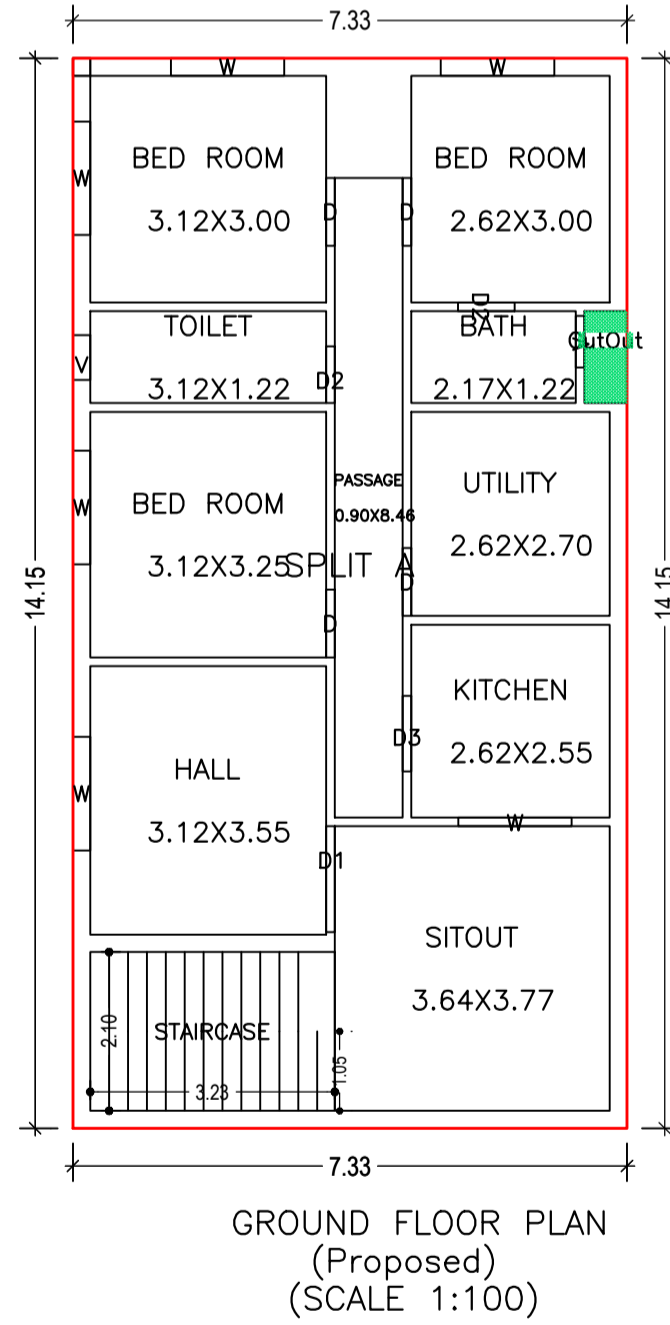 7.33
W
W
BED ROOM
BED ROOM
W
3.12X3.00
D
D
2.62X3.00
D2
TOILET
BATH
CutOut
V
3.12X1.22
D2
2.17X1.22
PASSAGE
UTILITY
BED ROOM
W
0.90X8.46
2.62X2.70
3.12X3.25
SPLIT A
D
14.15
14.15
D
KITCHEN
D3
2.62X2.55
HALL
W
3.12X3.55
W
D1
SITOUT
3.64X3.77
2.10
STAIRCASE
1.05
3.23
7.33
GROUND FLOOR PLAN
(Proposed)
(SCALE 1:100)